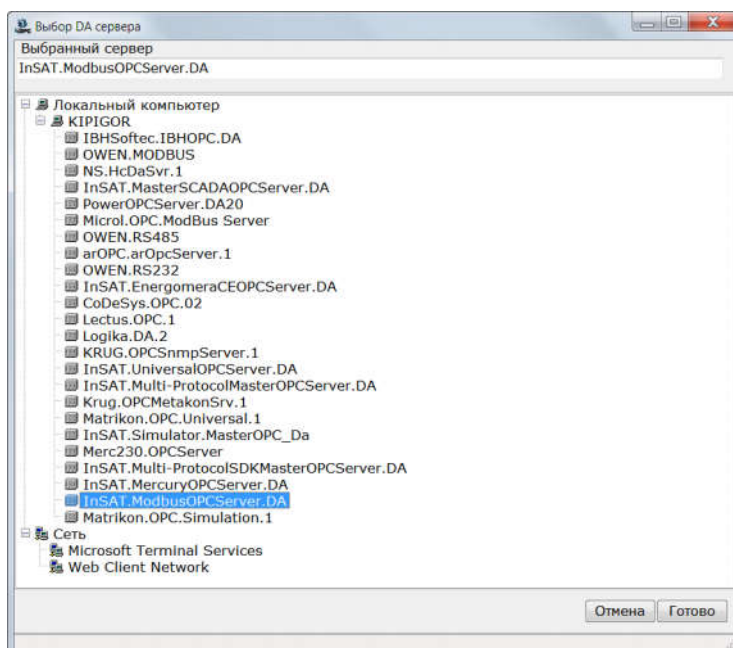 Выбор DA сервера
Выбранный сервер
InSAT.ModbusOPCServer.DA
Локальный компьютер
KIPIGOR
IBHSoftec.IBHOPC.DA
OWEN.MODBUS
NS.HcDaSvr.1
InSAT.MasterSCADAOPCServer.DA
PowerOPCServer.DA20
Microl.OPC.ModBus Server
OWEN.RS485
arOPC.arOpcServer.1
OWEN.RS232
InSAT.EnergomeraCEOPCServer.DA
CoDeSys.OPC.02
Lectus.OPC.1
Logika.DA.2
KRUG.OPCSnmpServer.1
InSAT.UniversalOPCServer.DA
InSAT.Multi-ProtocolMasterOPCServer.DA
Krug.OPCMetakonSrv.1
Matrikon.OPC.Universal.1
InSAT.Simulator.MasterOPC_Da
Merc230.OPCServer
InSAT.Multi-ProtocolSDKMasterOPCServer.DA
InSAT.MercuryOPCServer.DA
InSAT.ModbusOPCServer.DA
Matrikon.OPC.Simulation.1
Сеть
Microsoft Terminal Services
Web Client Network
Отмена Готово